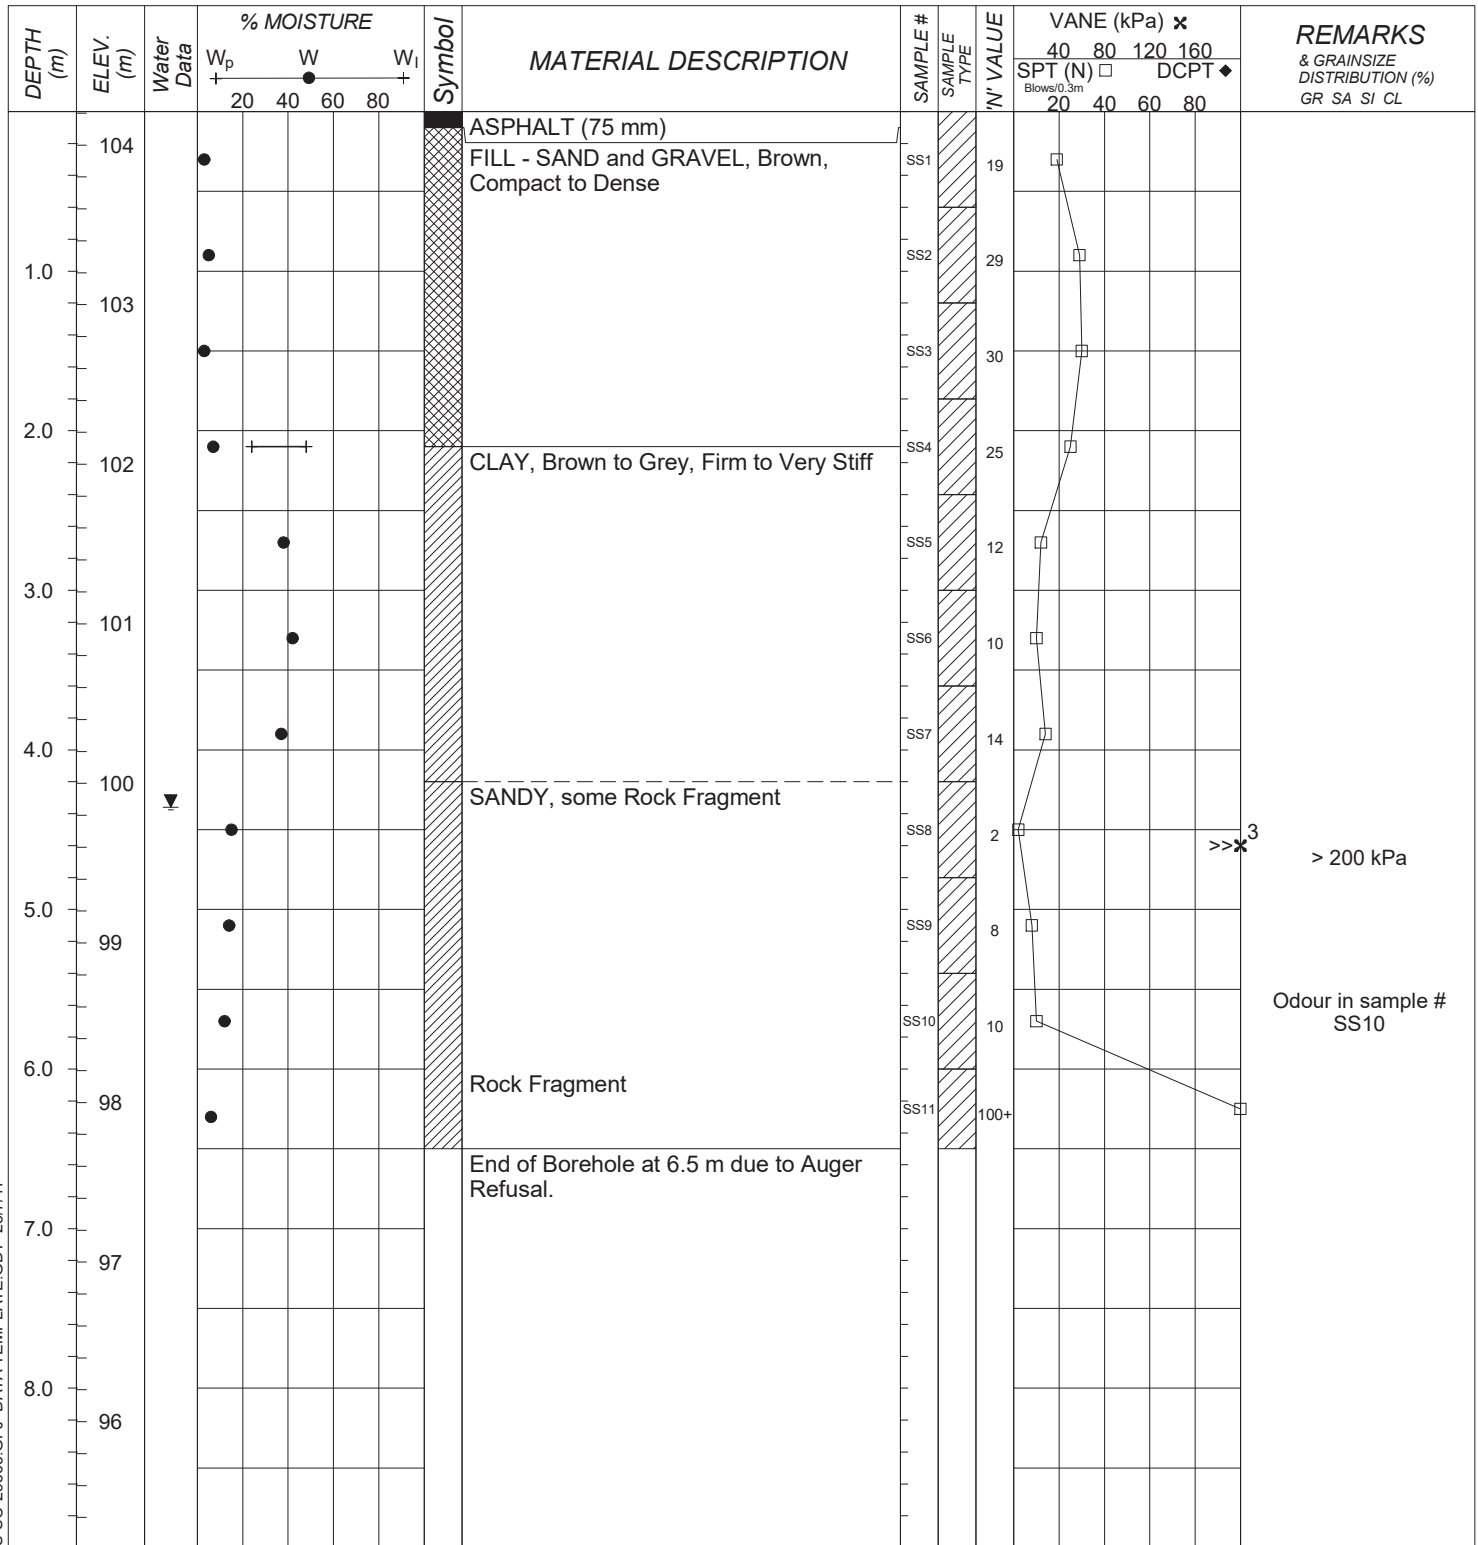 DEPTH (m)
ELEV. (m)
Water Data
% MOISTURE
Wp W Wl
20 40 60 80
Symbol
MATERIAL DESCRIPTION
SAMPLE #
SAMPLE TYPE
'N' VALUE
VANE (kPa)
40 80 120 160
SPT (N) DCPT
Blows/0.3m
20 40 60 80
REMARKS
& GRAINSIZE
DISTRIBUTION (%)
GR SA SI CL
ASPHALT (75 mm)
104
FILL - SAND and GRAVEL, Brown,
Compact to Dense
SS1 19
SS2 29
1.0
103
SS3 30
2.0
SS4 25
102
CLAY, Brown to Grey, Firm to Very Stiff
SS5 12
3.0
101
SS6 10
SS7 14
4.0
100
SANDY, some Rock Fragment
SS8 2
3
>>
> 200 kPa
5.0
SS9 8
99
Odour in sample #
SS10
SS10 10
6.0
Rock Fragment
98
SS11 100+
End of Borehole at 6.5 m due to Auger
Refusal.
7.0
97
8.0
96